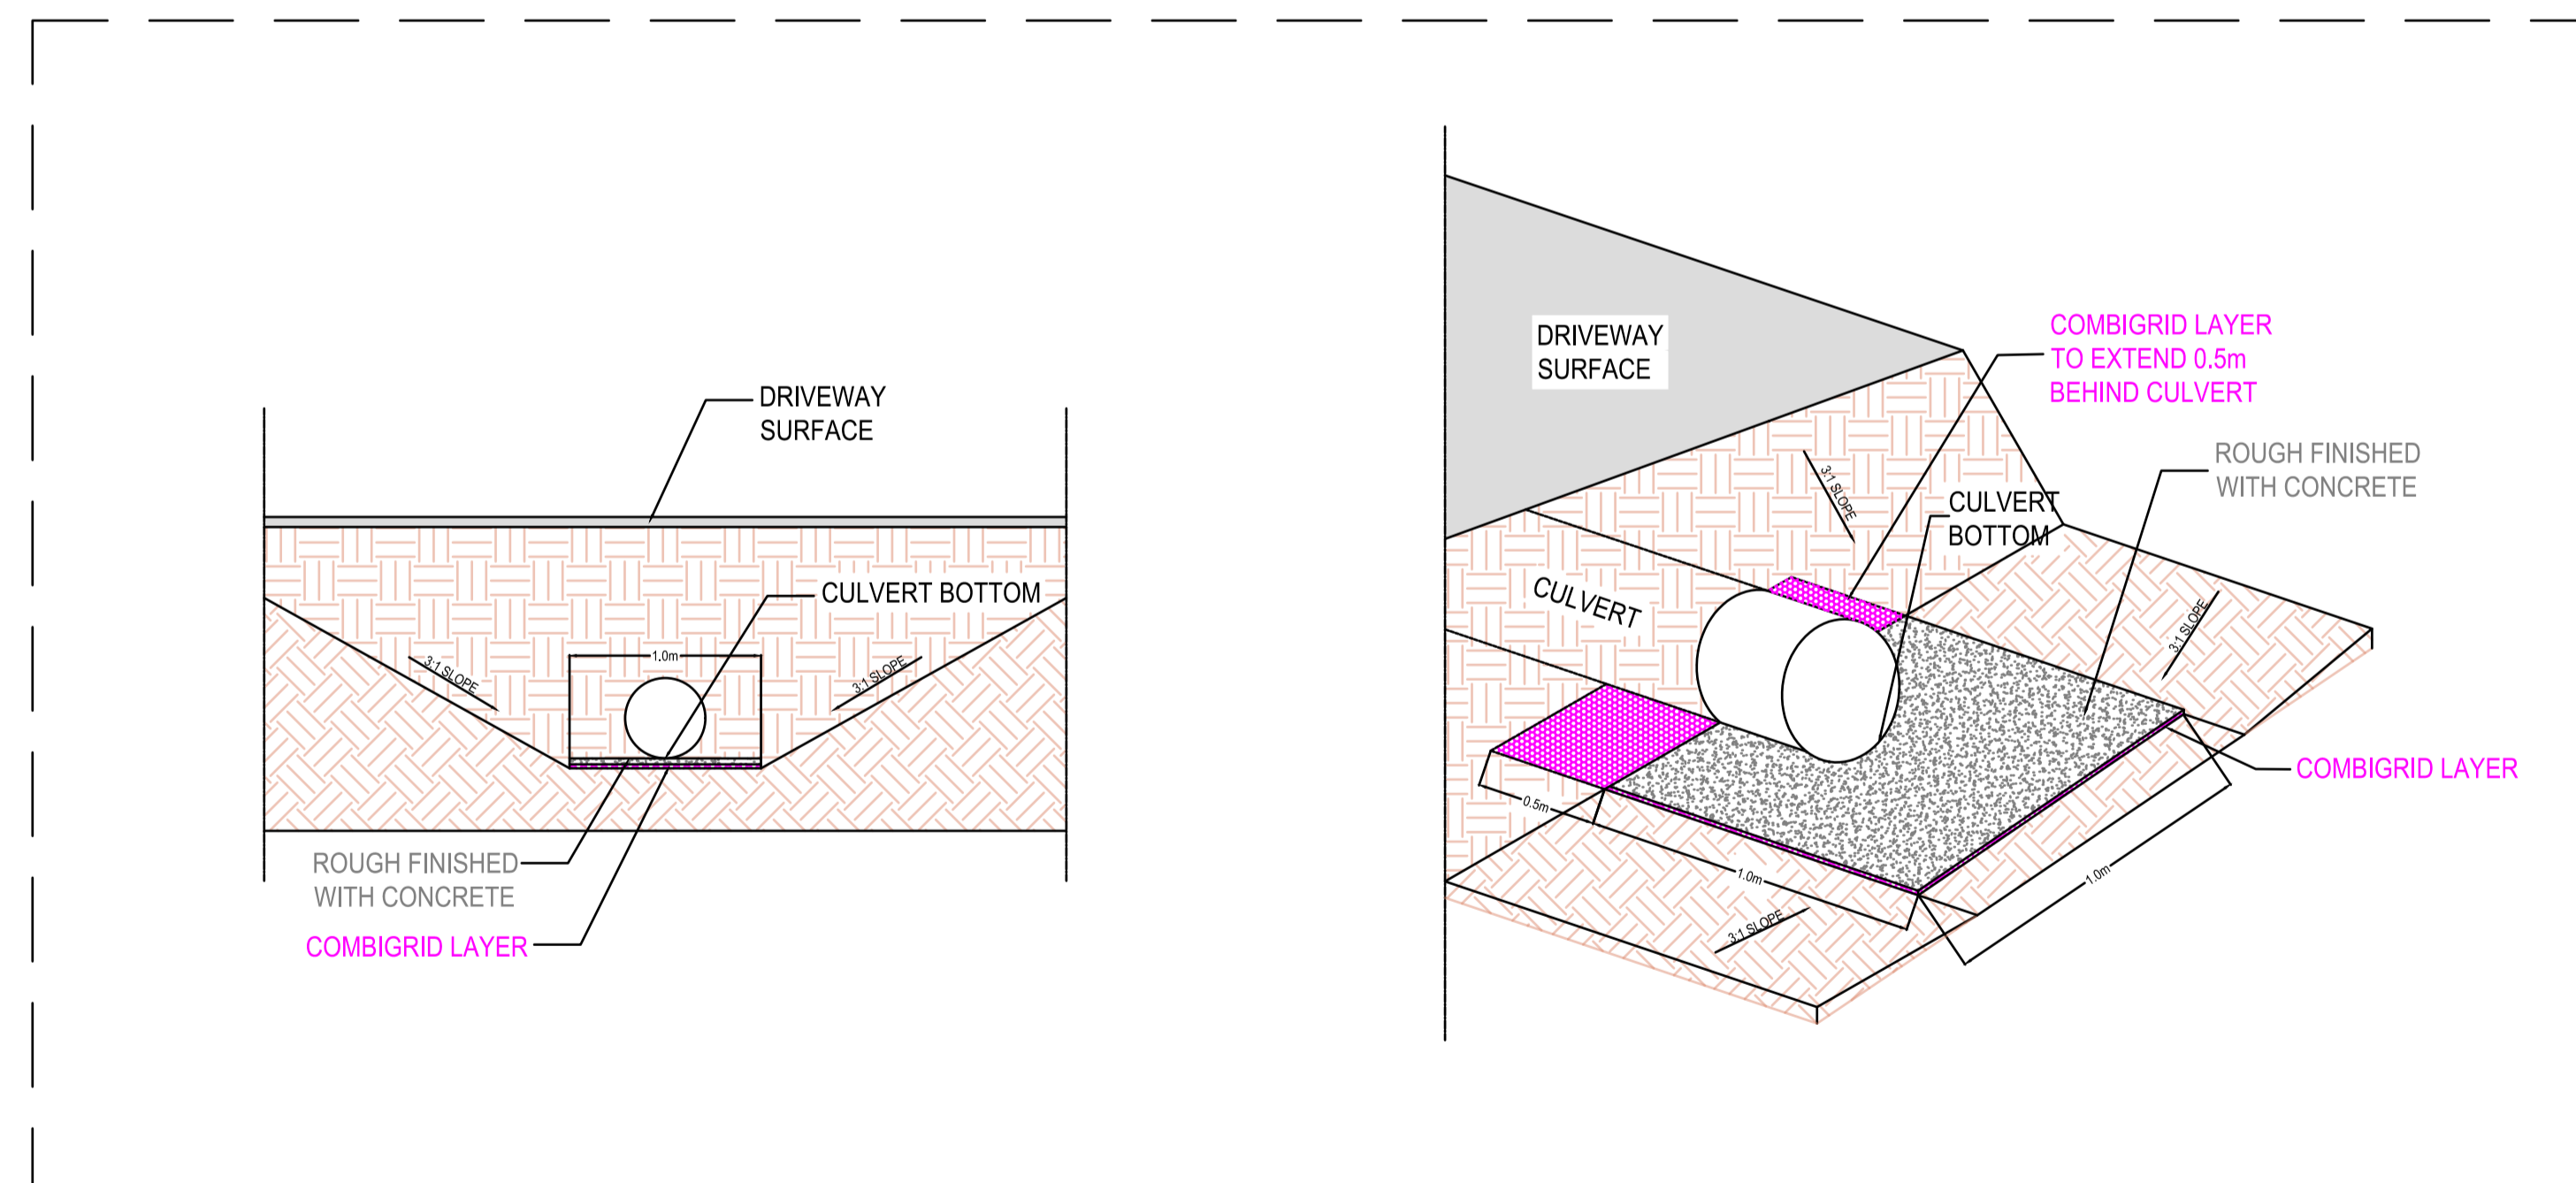 DRIVEWAY
SURFACE
CULVERT BOTTOM
1.0m
3:1 SLOPE
3:1 SLOPE
ROUGH FINISHED
WITH CONCRETE
COMBIGRID LAYER
DRIVEWAY
SURFACE
COMBIGRID LAYER
TO EXTEND 0.5m
BEHIND CULVERT
ROUGH FINISHED
WITH CONCRETE
3:1 SLOPE
CULVERT
BOTTOM
CULVERT
3:1 SLOPE
COMBIGRID LAYER
0.5m
1.0m
1.0m
3:1 SLOPE